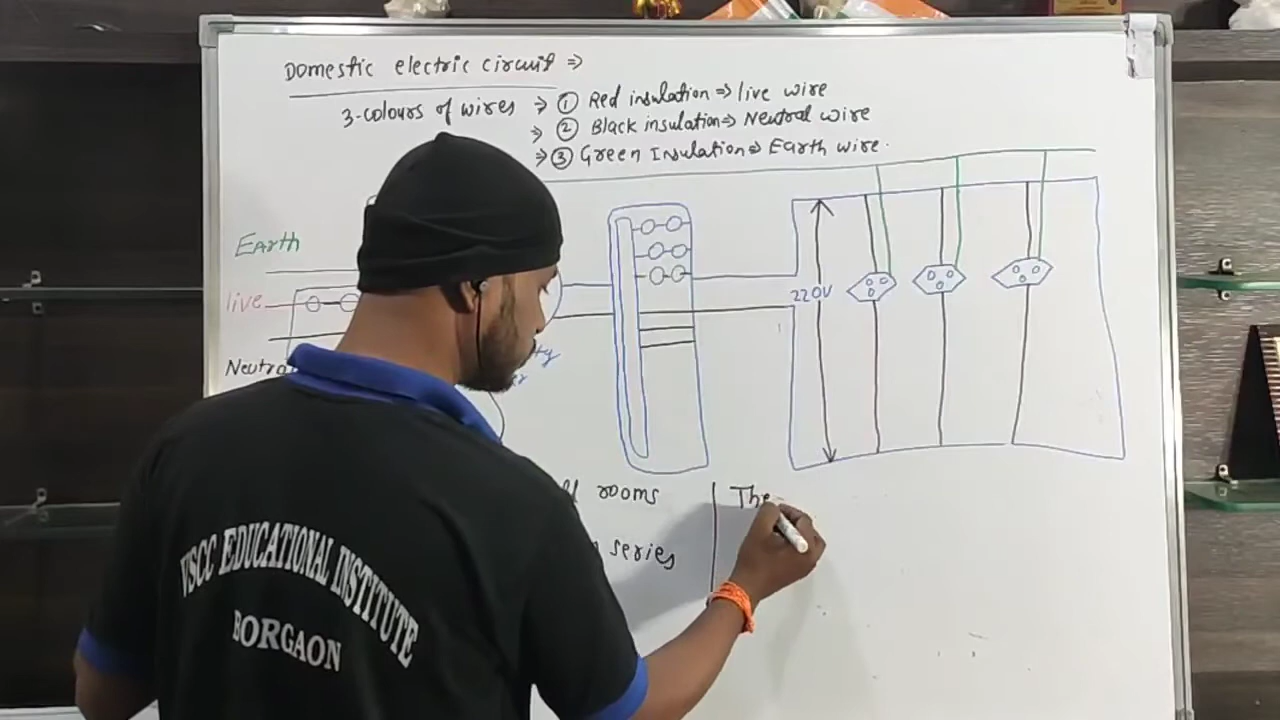 Domestic electric circuit ⇒
3-colours of wires ⇒ ① Red insulation ⇒ live wire
⇒ ② Black insulation ⇒ Neutral wire
⇒ ③ Green Insulation ⇒ Earth wire.
Earth
live
Neutral
220V
rooms
series
The
VSCC EDUCATIONAL INSTITUTE
BORGAON